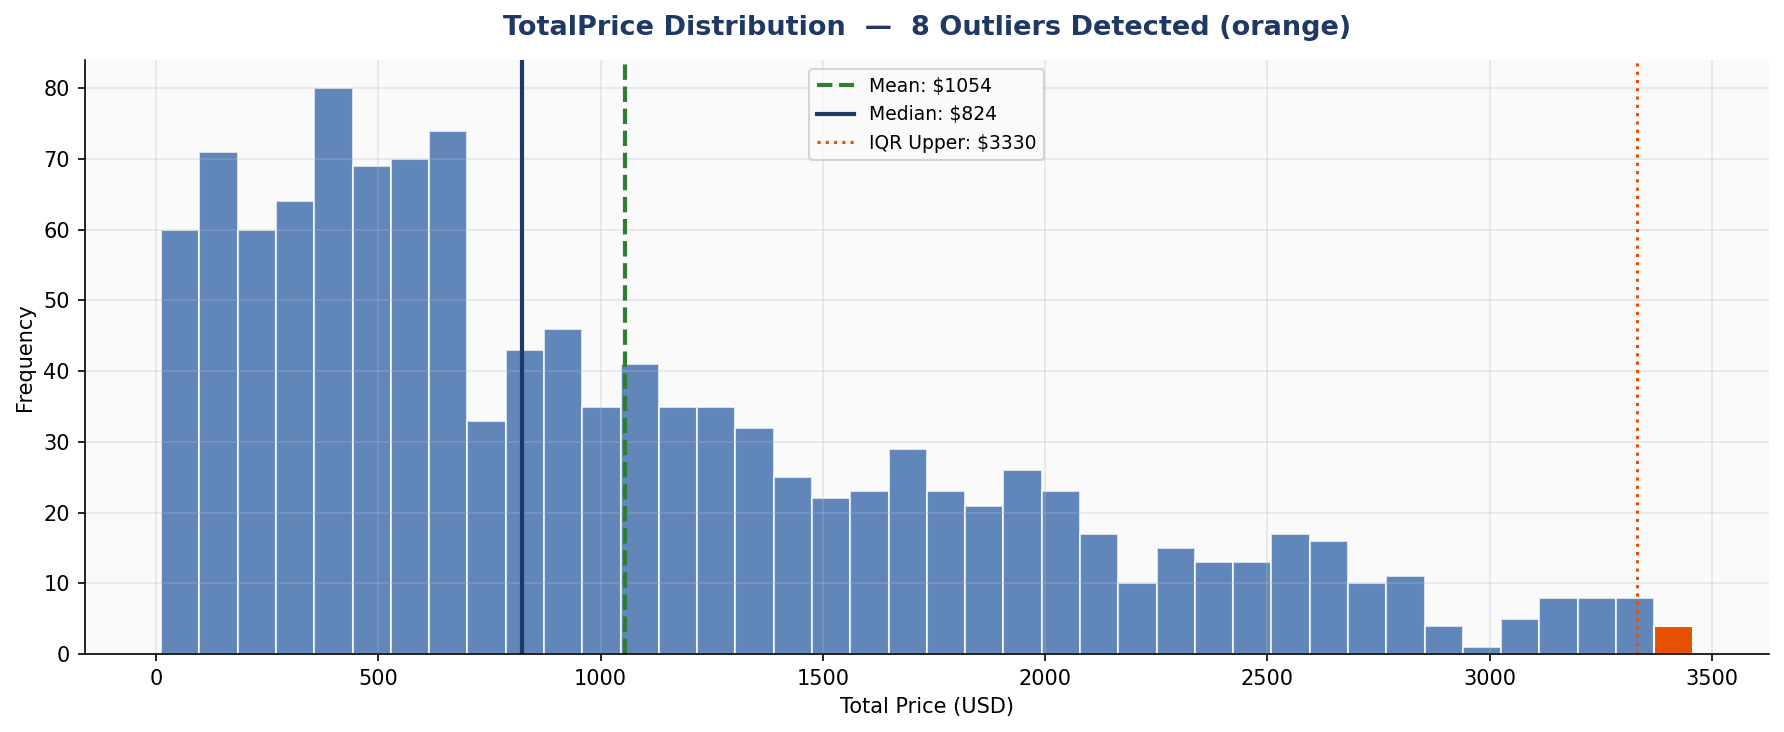 TotalPrice Distribution — 8 Outliers Detected (orange)
Mean: $1054
Median: $824
IQR Upper: $3330
Frequency
80
70
60
50
40
30
20
10
0
0 500 1000 1500 2000 2500 3000 3500
Total Price (USD)